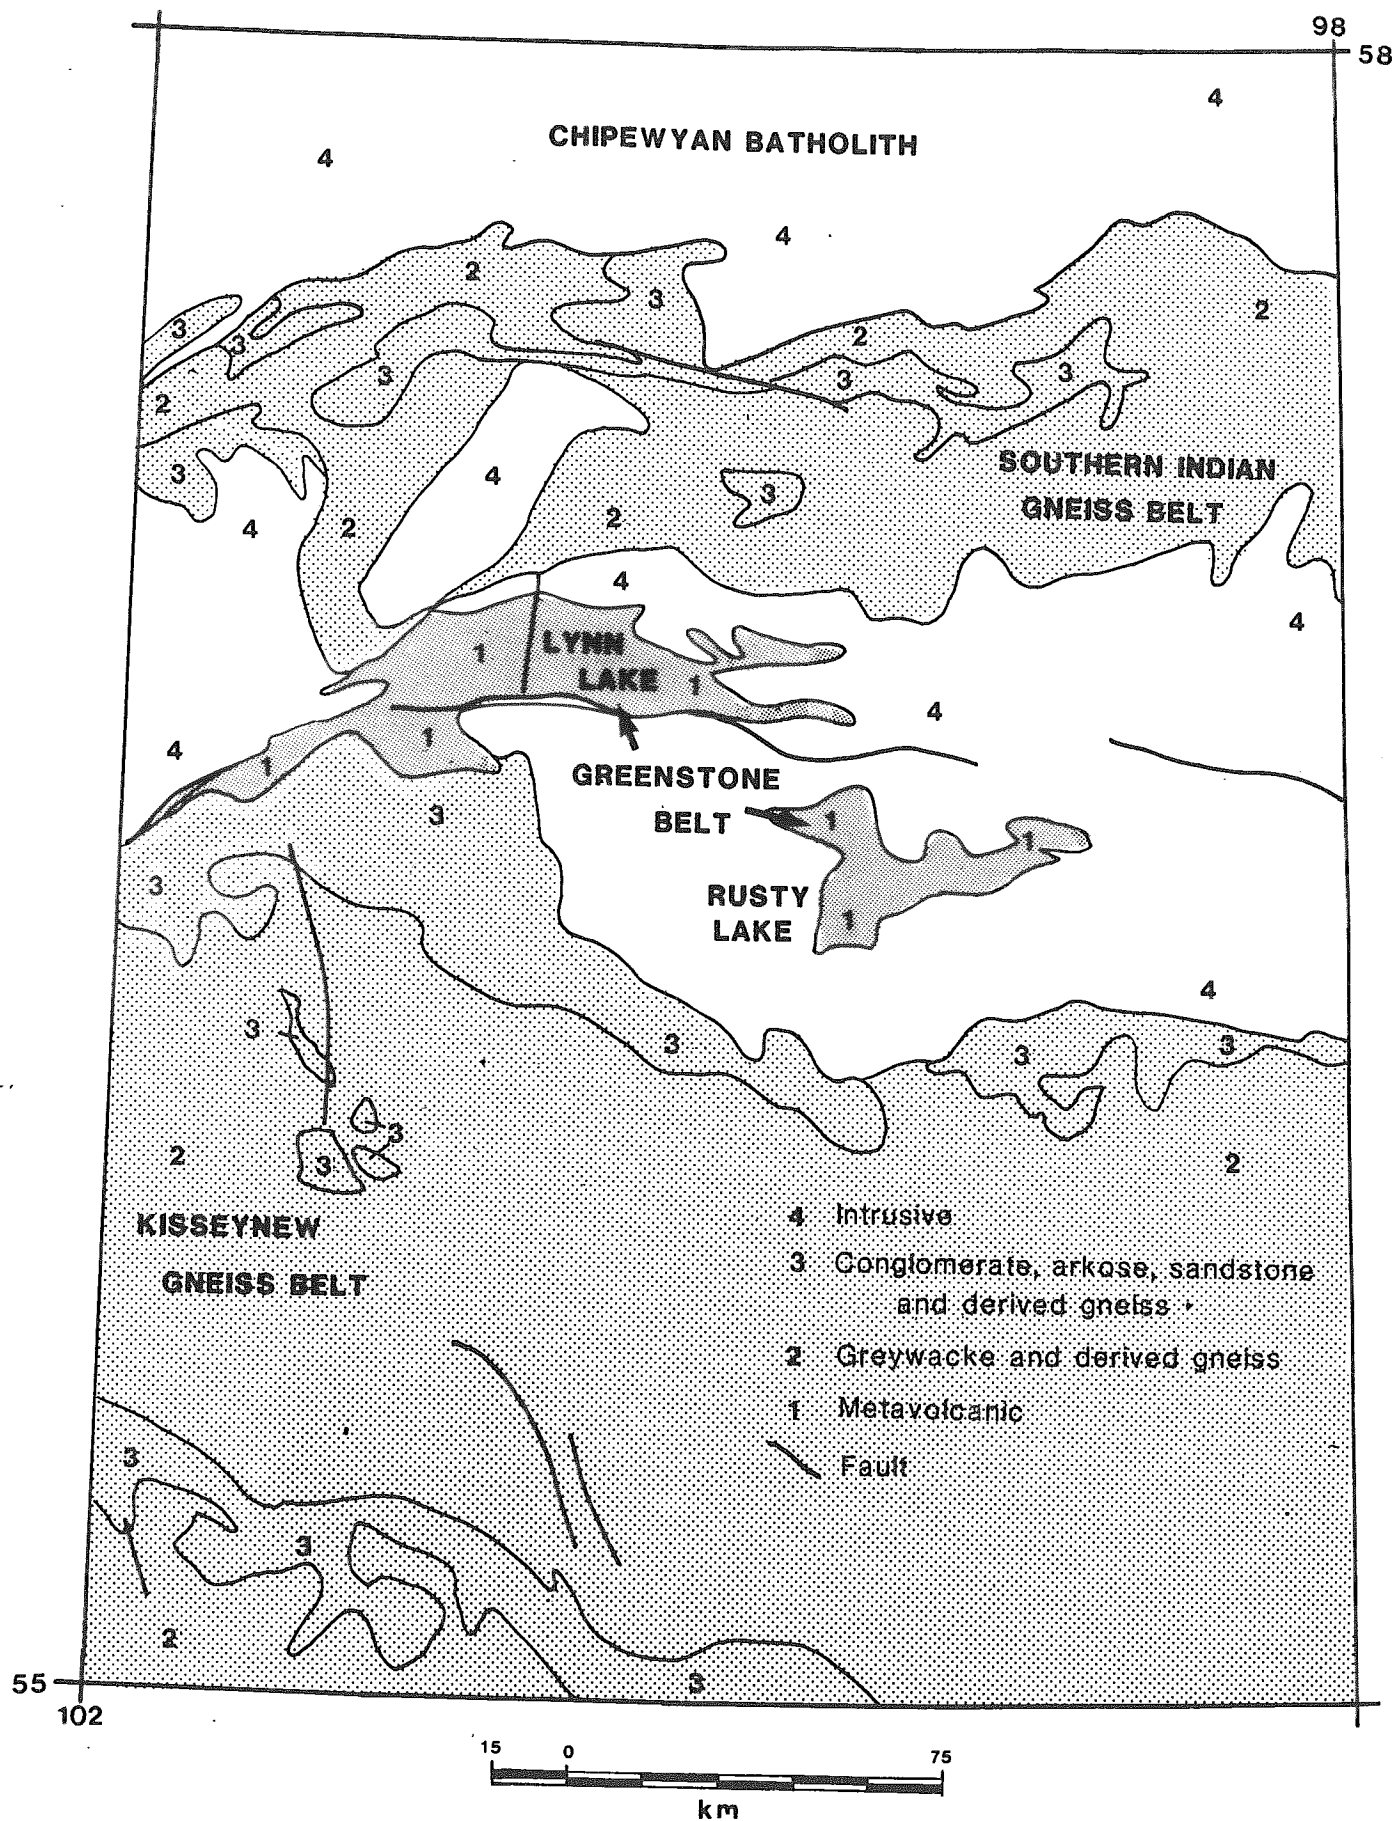 98
58
4
CHIPEWYAN BATHOLITH
4
4
2
3
2
3
2
3
3
3
3
2
3
SOUTHERN INDIAN
4
3
3
GNEISS BELT
4
2
2
4
4
1
LYNN
LAKE
1
4
4
1
1
GREENSTONE
BELT
3
1
1
3
RUSTY
LAKE
1
4
3
3
3
3
3
2
3
2
KISSEYNEW
GNEISS BELT
4 Intrusive
3 Conglomerate, arkose, sandstone
and derived gneiss
2 Greywacke and derived gneiss
1 Metavolcanic
Fault
3
3
2
3
55
102
15 0 75
km